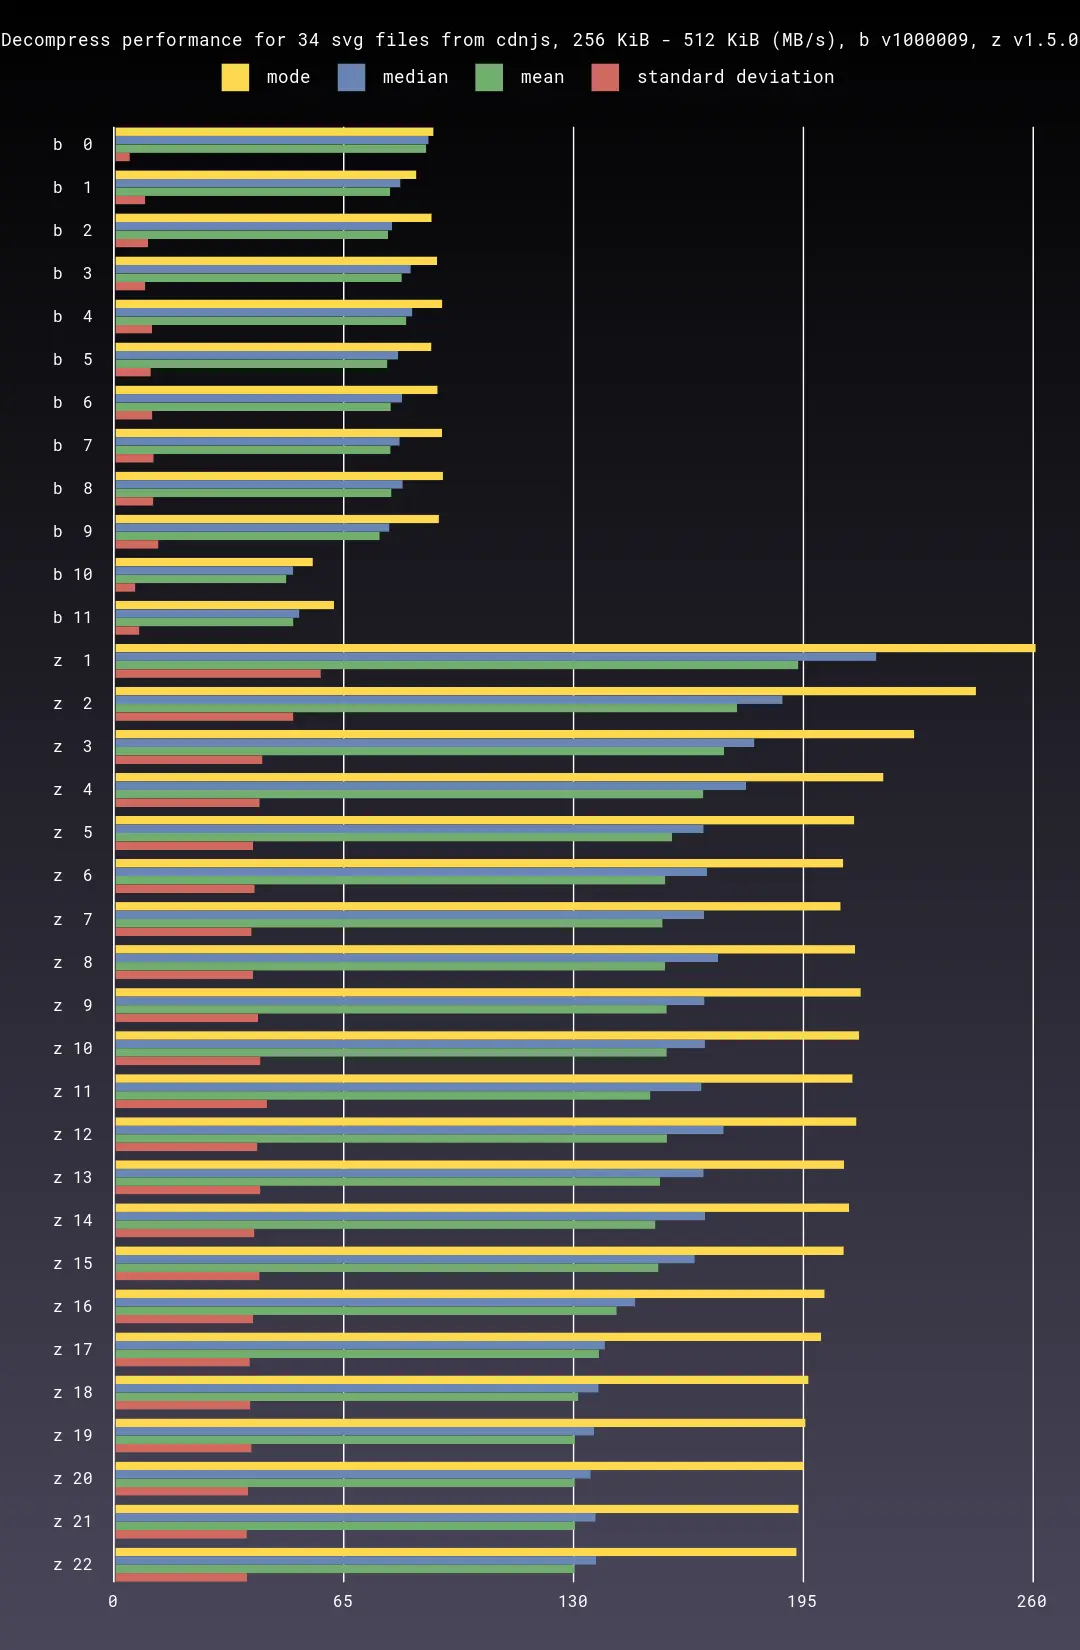 Decompress performance for 34 svg files from cdnjs, 256 KiB - 512 KiB (MB/s), b v1000009, z v1.5.0
mode median mean standard deviation
b 0
b 1
b 2
b 3
b 4
b 5
b 6
b 7
b 8
b 9
b 10
b 11
z 1
z 2
z 3
z 4
z 5
z 6
z 7
z 8
z 9
z 10
z 11
z 12
z 13
z 14
z 15
z 16
z 17
z 18
z 19
z 20
z 21
z 22
0 65 130 195 260